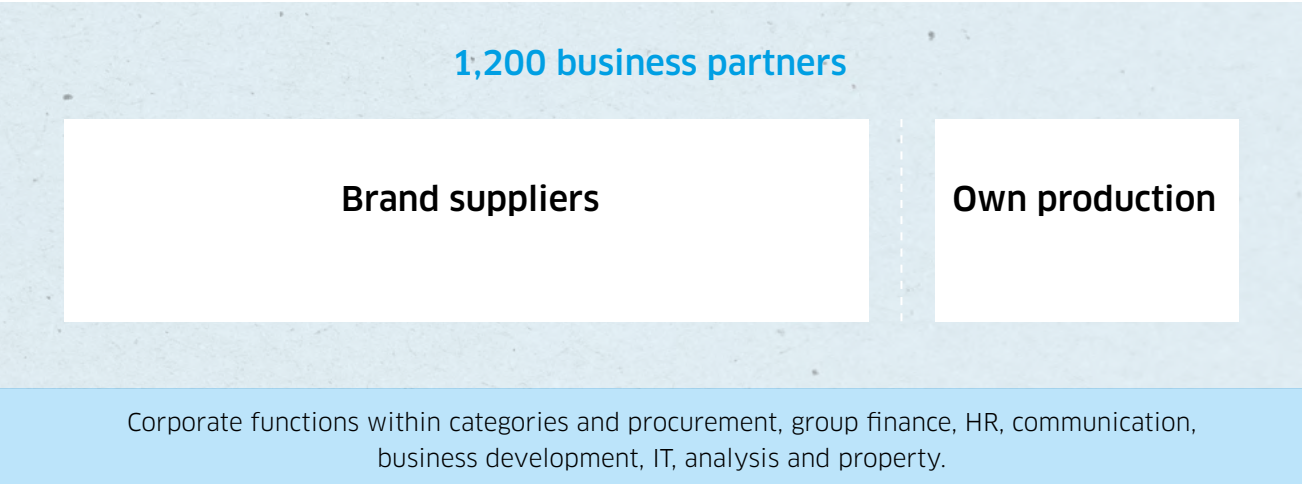 1,200 business partners
Brand suppliers
Own production
Corporate functions within categories and procurement, group finance, HR, communication,
business development, IT, analysis and property.